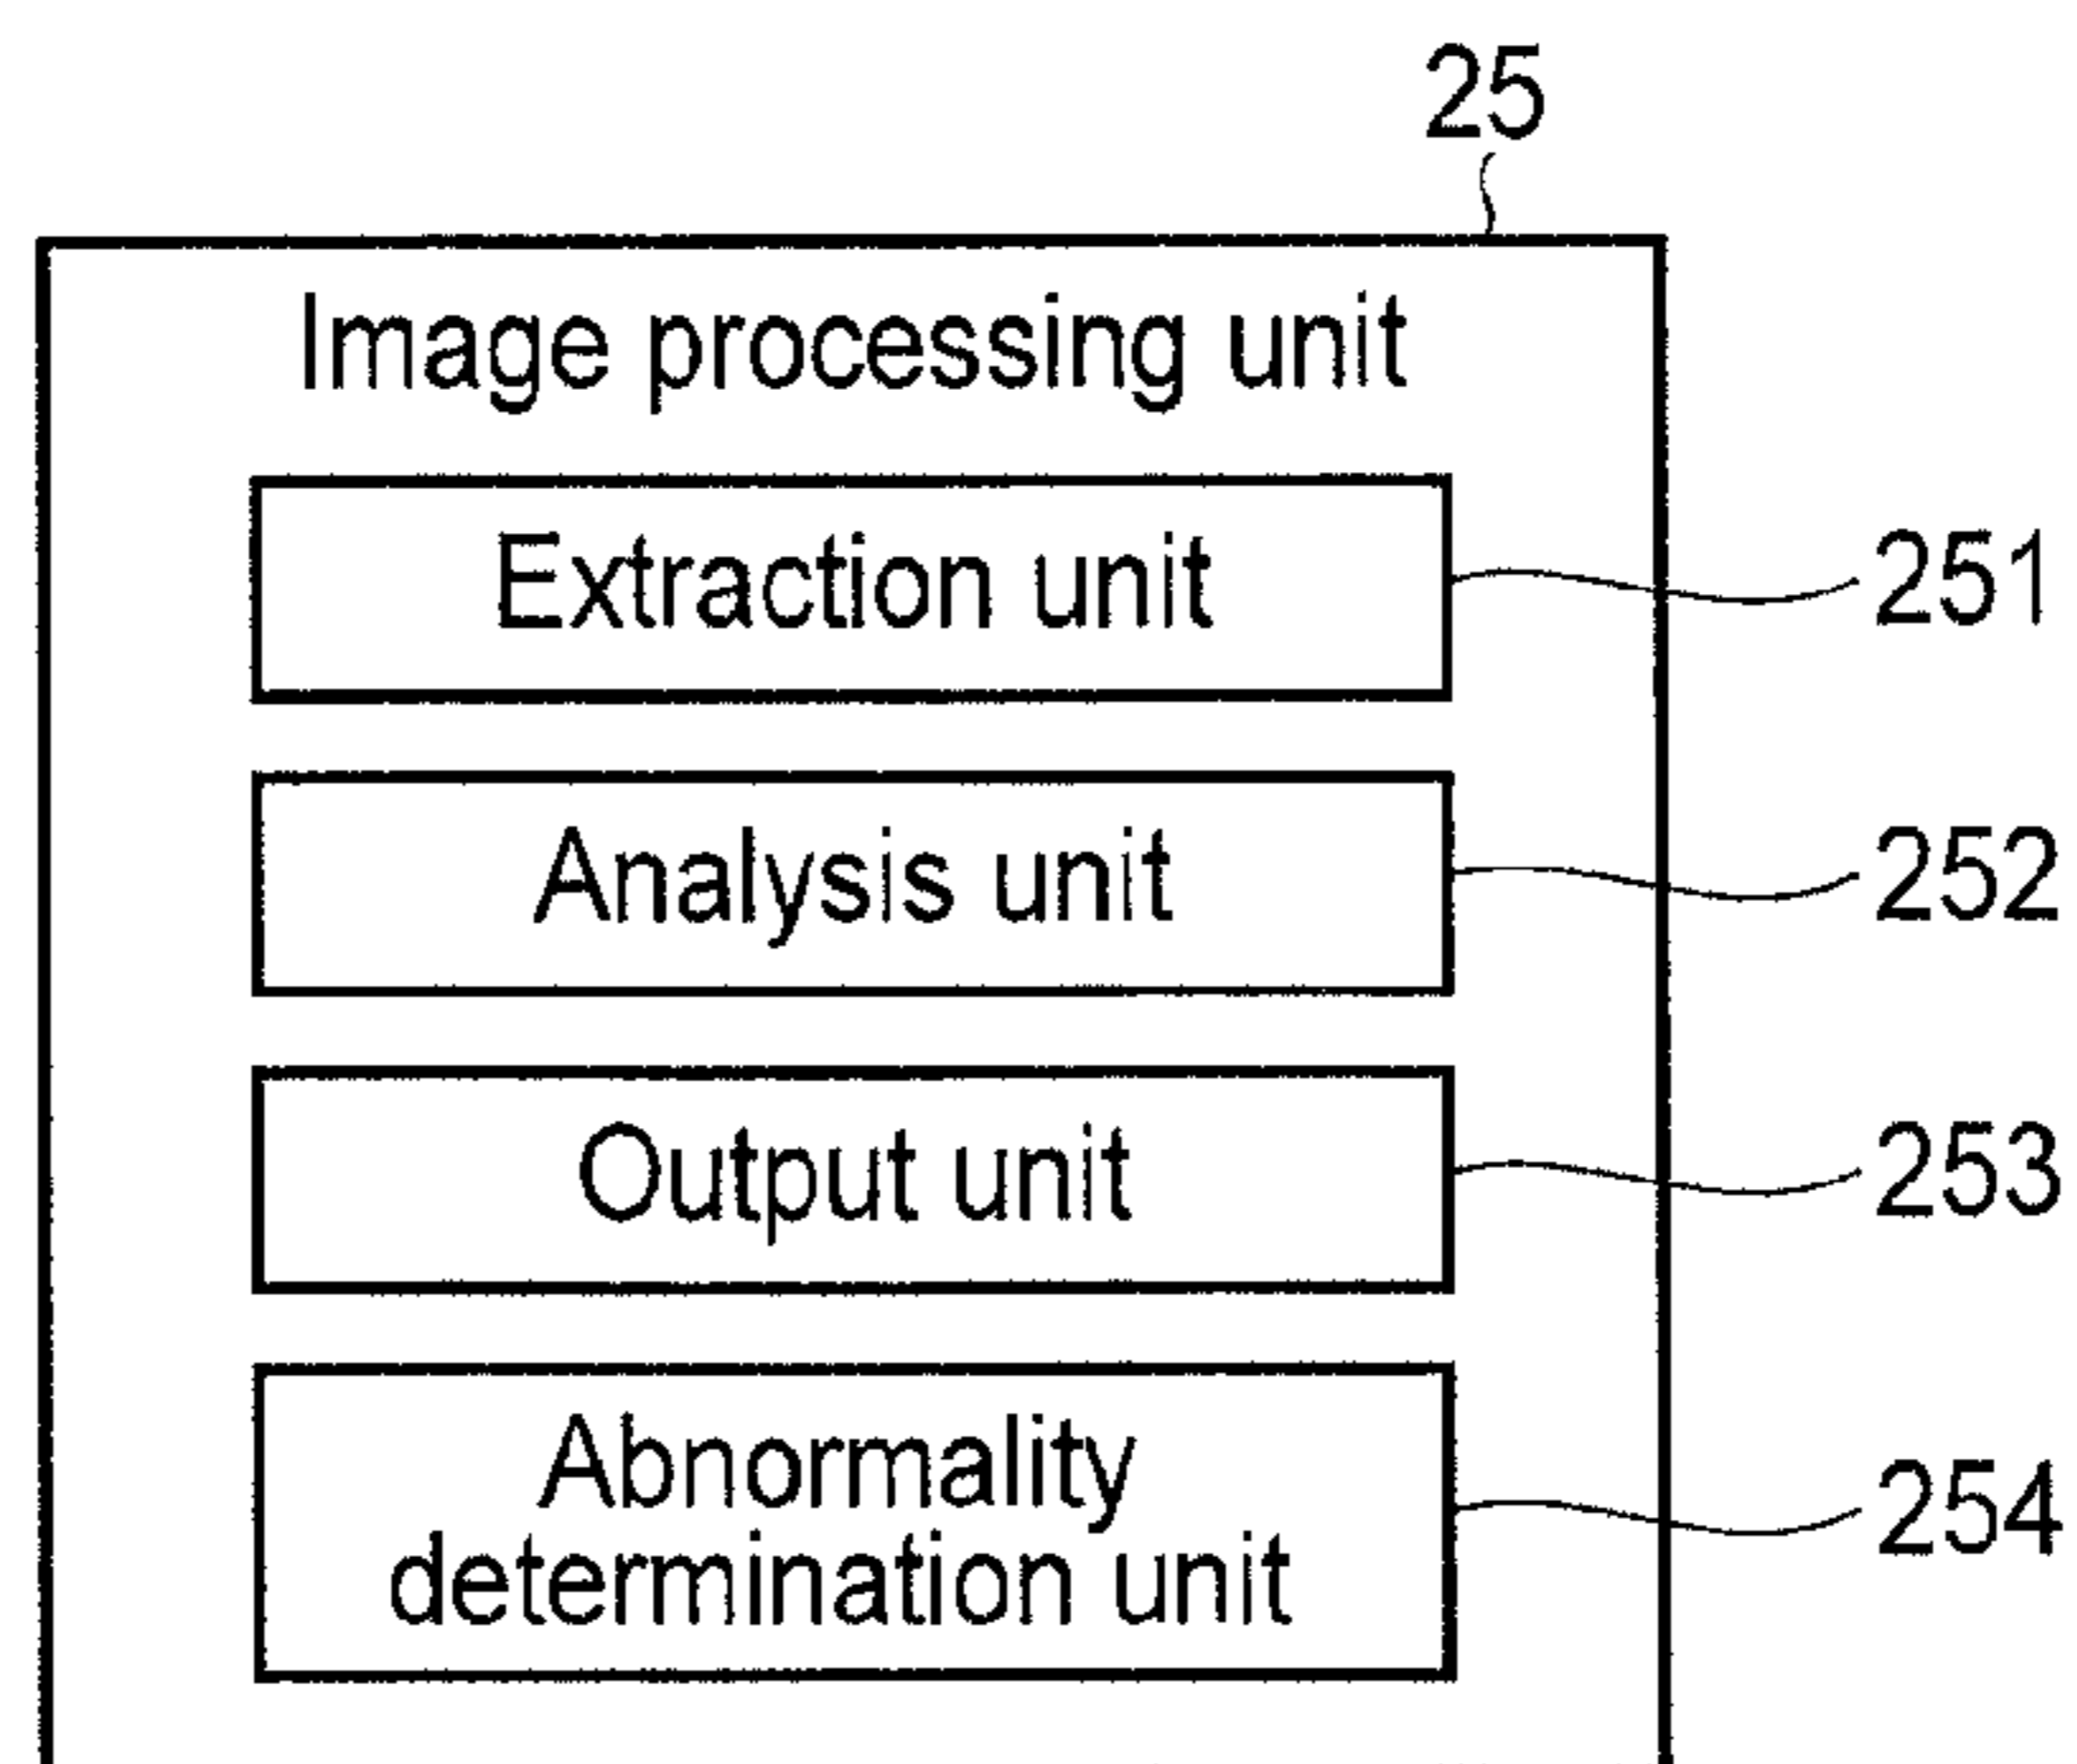 25
Image processing unit
Extraction unit
251
Analysis unit
252
Output unit
253
Abnormality
determination unit
254